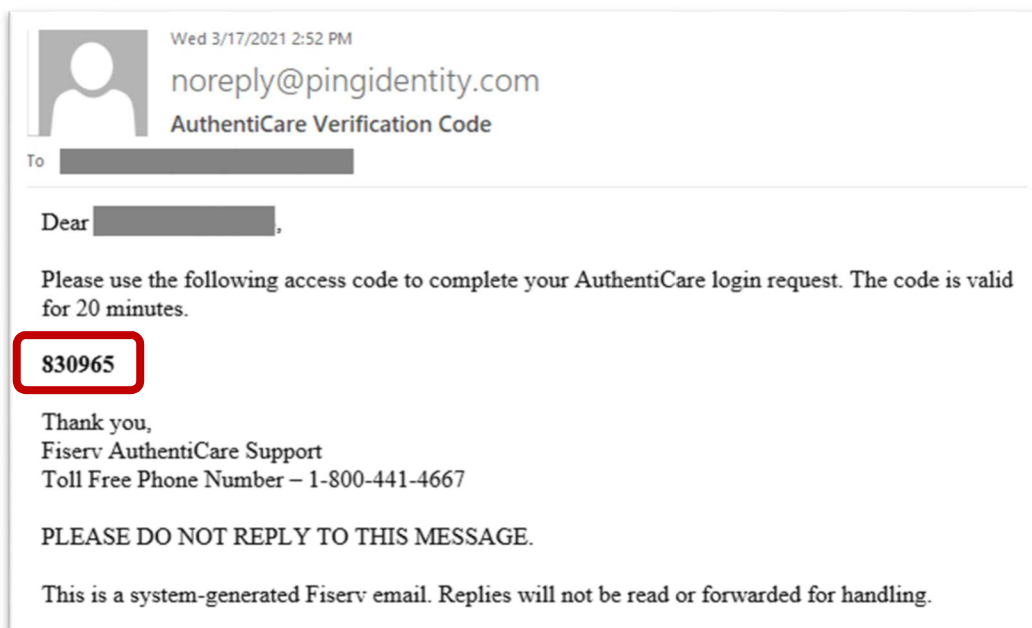 Wed 3/17/2021 2:52 PM
noreply@pingidentity.com
AuthentiCare Verification Code
To
Dear ,
Please use the following access code to complete your AuthentiCare login request. The code is valid
for 20 minutes.
830965
Thank you,
Fiserv AuthentiCare Support
Toll Free Phone Number – 1-800-441-4667
PLEASE DO NOT REPLY TO THIS MESSAGE.
This is a system-generated Fiserv email. Replies will not be read or forwarded for handling.